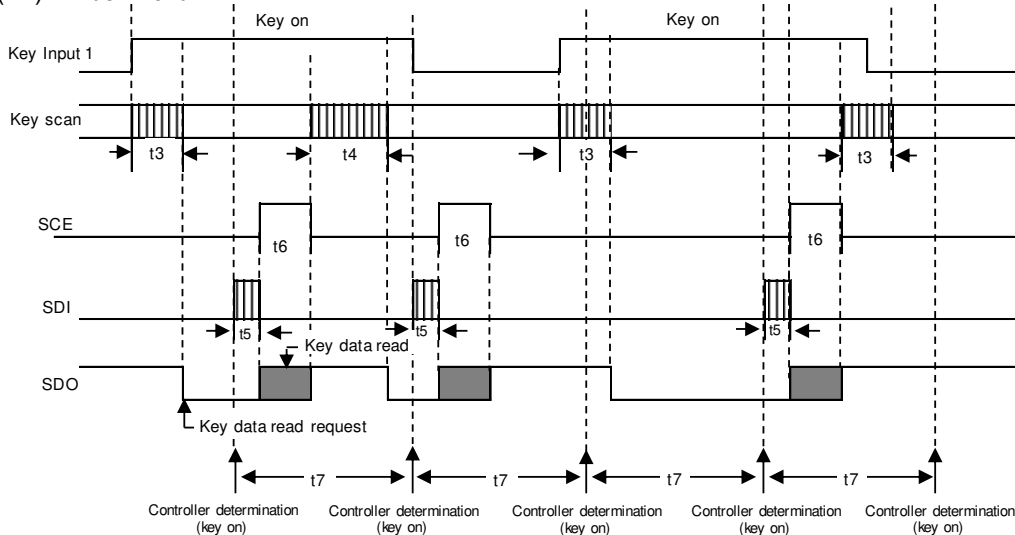 Key on
Key on
Key Input 1
Key scan
t3
t4
t3
t3
SCE
t6
t6
t6
SDI
t5
t5
t5
Key data read
SDO
Key data read request
t7
t7
t7
t7
Controller determination
(key on)
Controller determination
(key on)
Controller determination
(key on)
Controller determination
(key on)
Controller determination
(key on)